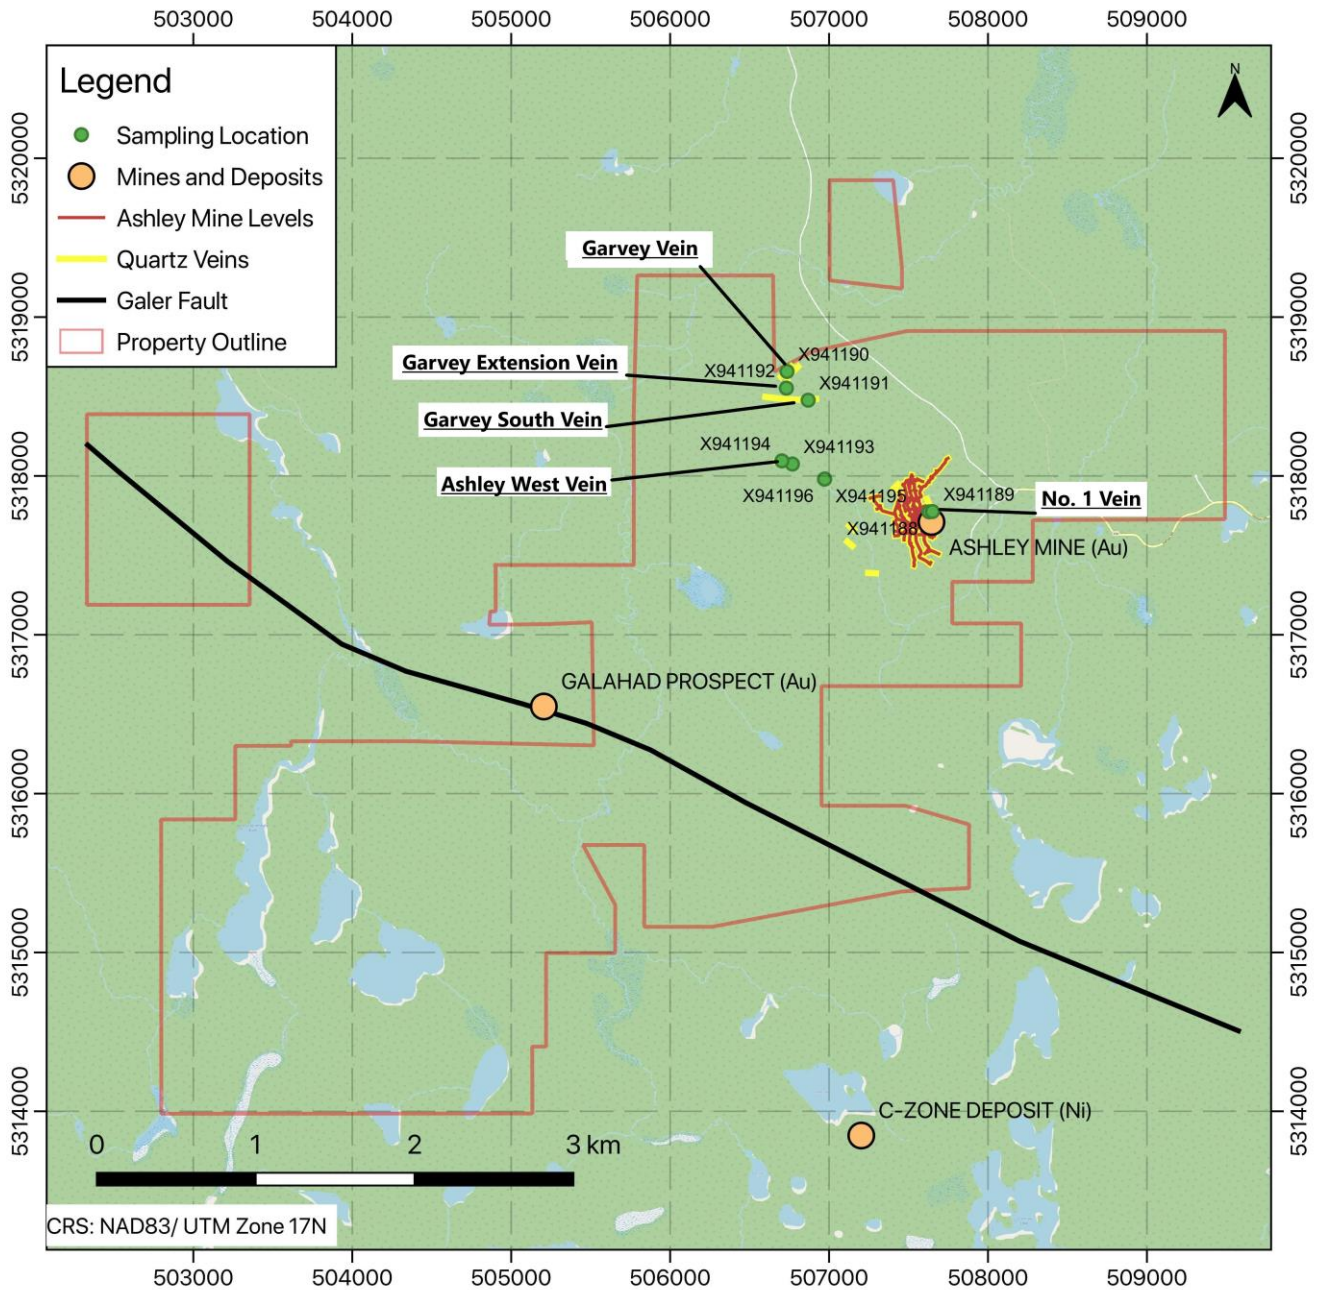 503000 504000 505000 506000 507000 508000 509000
N
Legend
Sampling Location
Mines and Deposits
Ashley Mine Levels
Quartz Veins
Galer Fault
Property Outline
5320000
5320000
Garvey Vein
5319000
5319000
X941190
Garvey Extension Vein
X941192
X941191
Garvey South Vein
X941194
X941193
5318000
5318000
Ashley West Vein
X941196
X941195
X941189
No. 1 Vein
X941188
ASHLEY MINE (Au)
5317000
5317000
GALAHAD PROSPECT (Au)
5316000
5316000
5315000
5315000
5314000
5314000
C-ZONE DEPOSIT (Ni)
0 1 2 3 km
CRS: NAD83/ UTM Zone 17N
503000 504000 505000 506000 507000 508000 509000